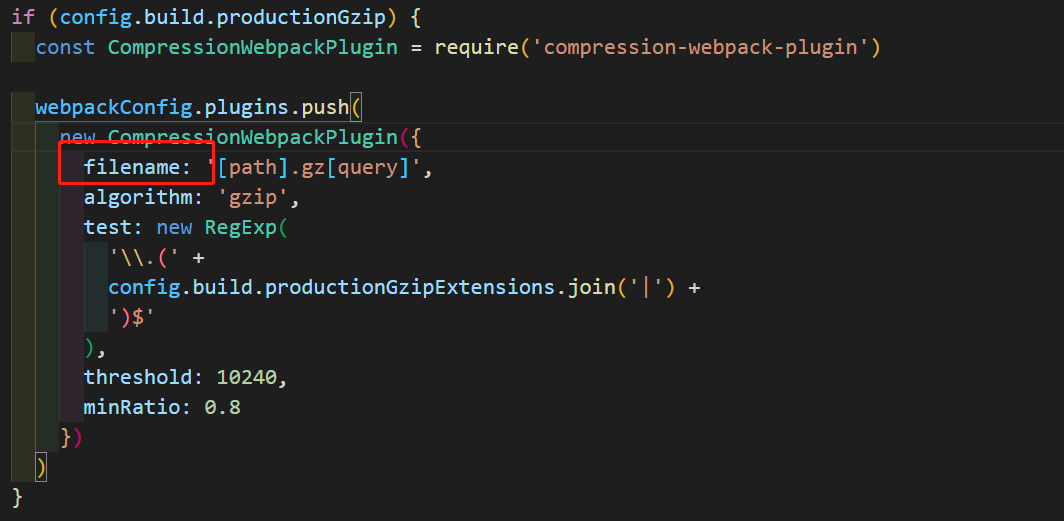 if (config.build.productionGzip) {
const CompressionWebpackPlugin = require('compression-webpack-plugin')
webpackConfig.plugins.push(
new CompressionWebpackPlugin({
filename: '[path].gz[query]',
algorithm: 'gzip',
test: new RegExp(
'\\.(' +
config.build.productionGzipExtensions.join('|') +
')$'
),
threshold: 10240,
minRatio: 0.8
})
)
}